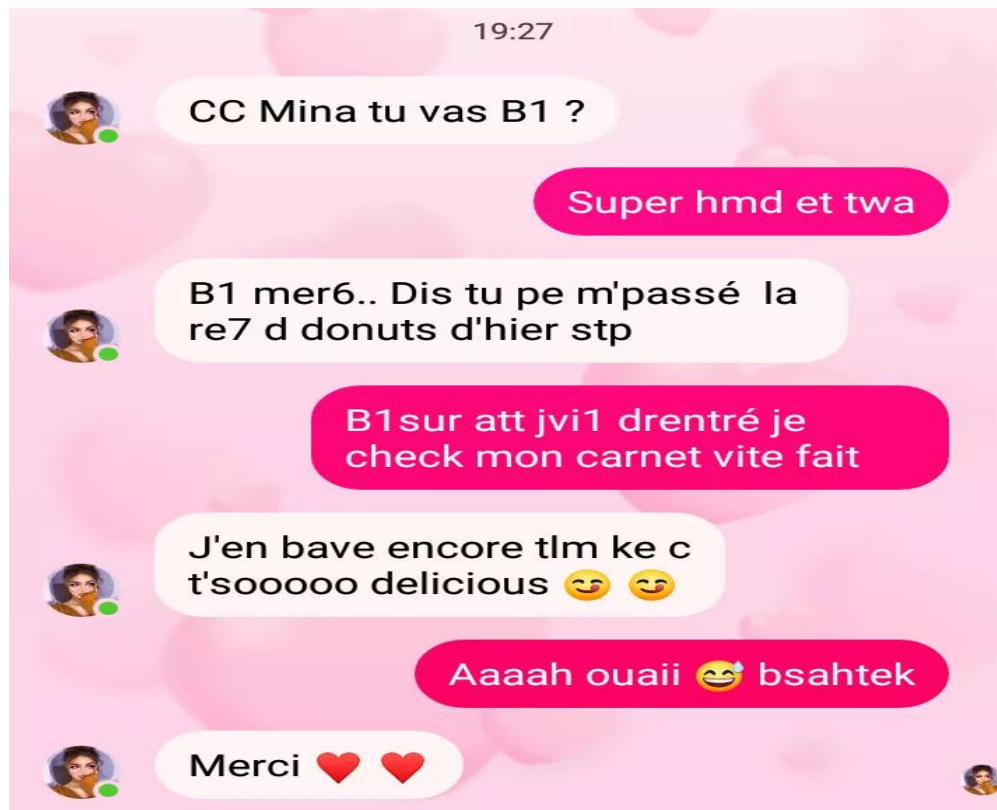 19:27
CC Mina tu vas B1 ?
Super hmd et twa
B1 mer6.. Dis tu pe m'passé la
re7 d donuts d'hier stp
B1sur att jvi1 drentré je
check mon carnet vite fait
J'en bave encore tlm ke c
t'sooooo delicious 😋 😋
Aaaah ouaii 😅 bsahtek
Merci ❤️ ❤️